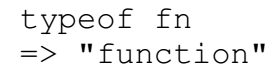 typeof fn
=> "function"